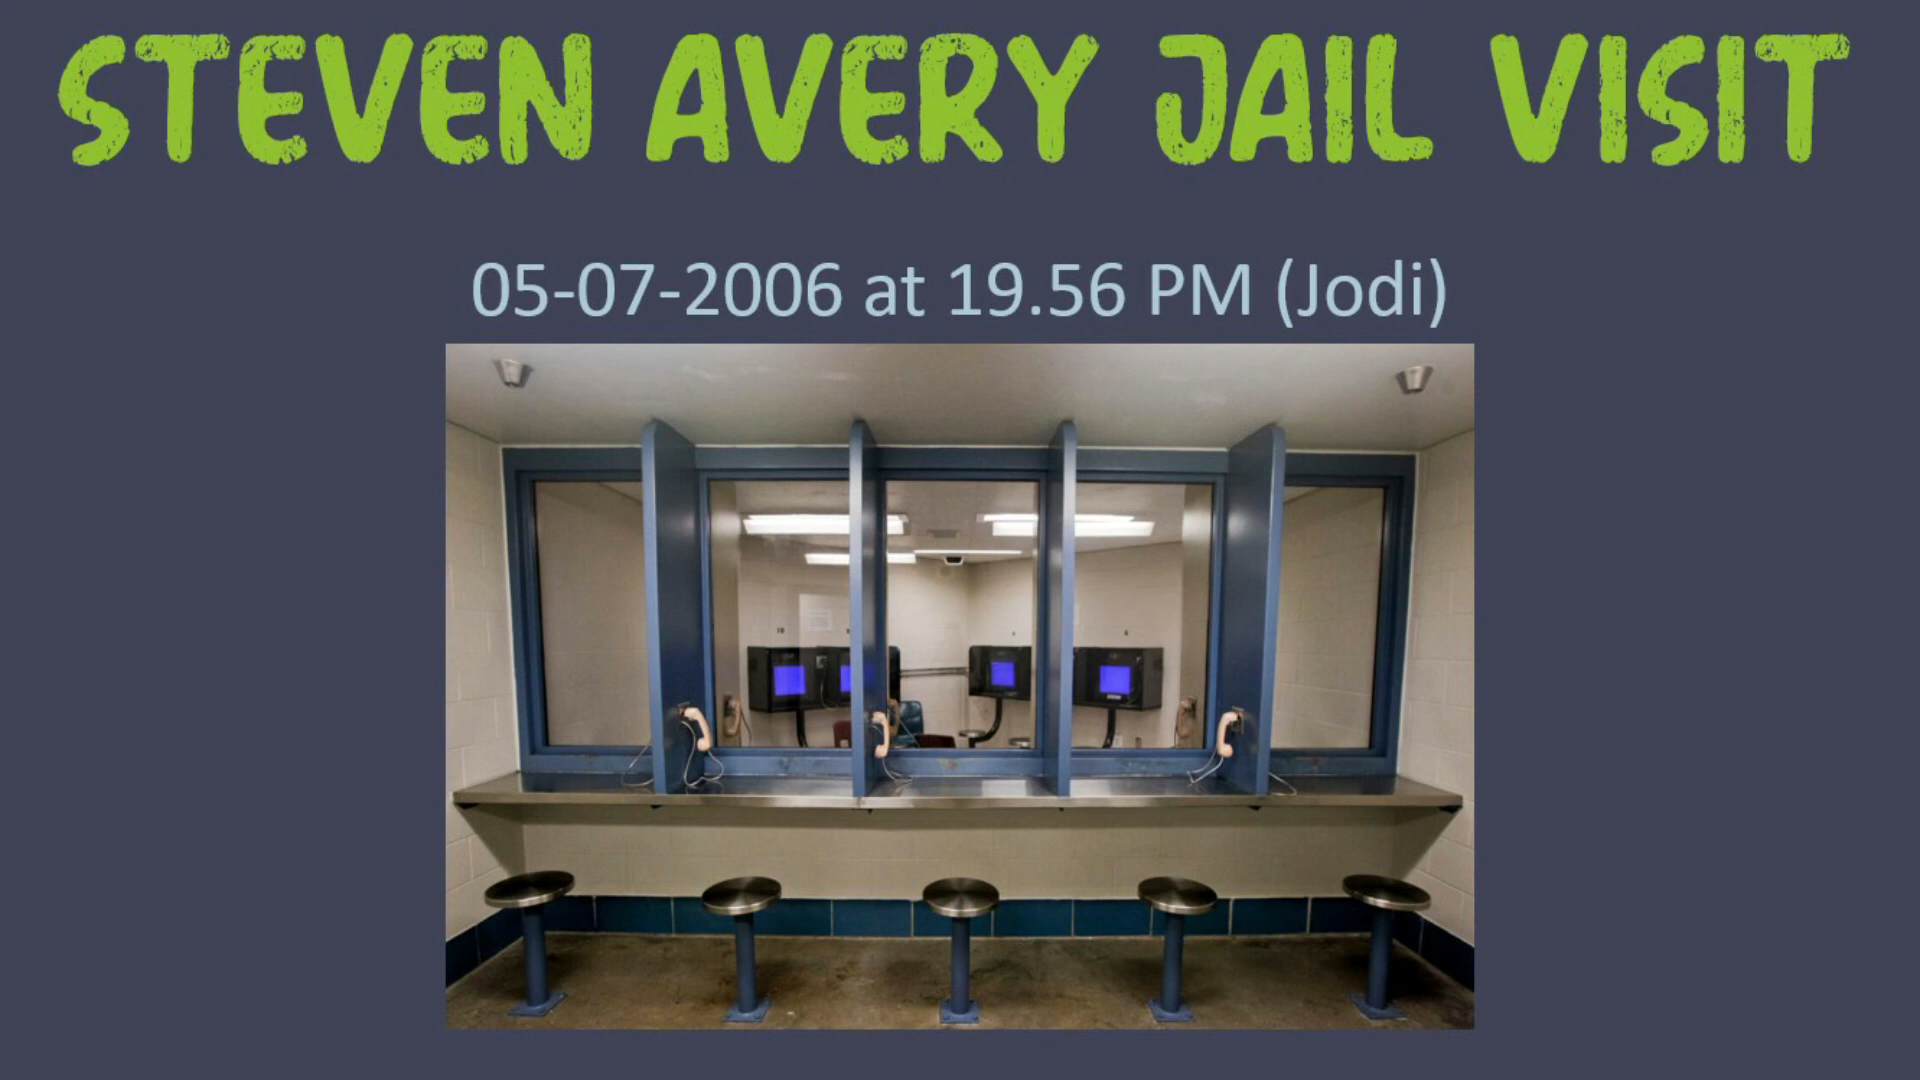 STEVEN AVERY JAIL VISIT
05-07-2006 at 19.56 PM (Jodi)